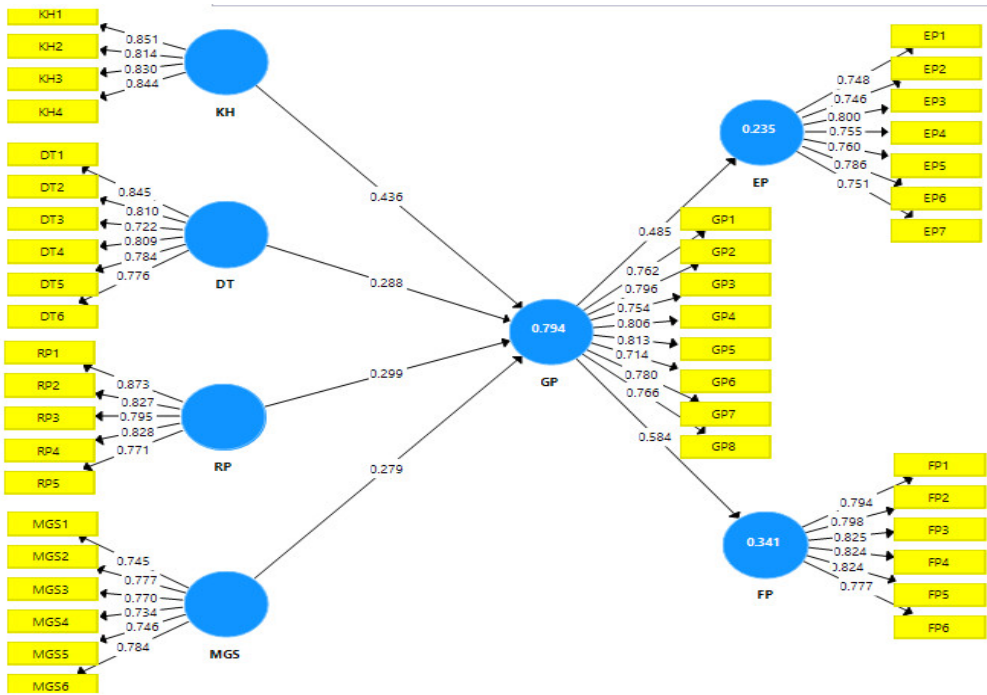 KH1
KH2
KH3
KH4
0.851
0.814
0.830
0.844
KH
DT1
DT2
DT3
DT4
DT5
DT6
0.845
0.810
0.722
0.809
0.784
0.776
DT
RP1
RP2
RP3
RP4
RP5
0.873
0.827
0.795
0.828
0.771
RP
MGS1
MGS2
MGS3
MGS4
MGS5
MGS6
0.745
0.777
0.770
0.734
0.746
0.784
MGS
0.436
0.288
0.299
0.279
0.794
GP
0.485
0.762
0.796
0.754
0.806
0.813
0.714
0.780
0.766
0.584
GP1
GP2
GP3
GP4
GP5
GP6
GP7
GP8
0.235
EP
0.748
0.746
0.800
0.755
0.760
0.786
0.751
EP1
EP2
EP3
EP4
EP5
EP6
EP7
0.341
FP
0.794
0.798
0.825
0.824
0.824
0.777
FP1
FP2
FP3
FP4
FP5
FP6